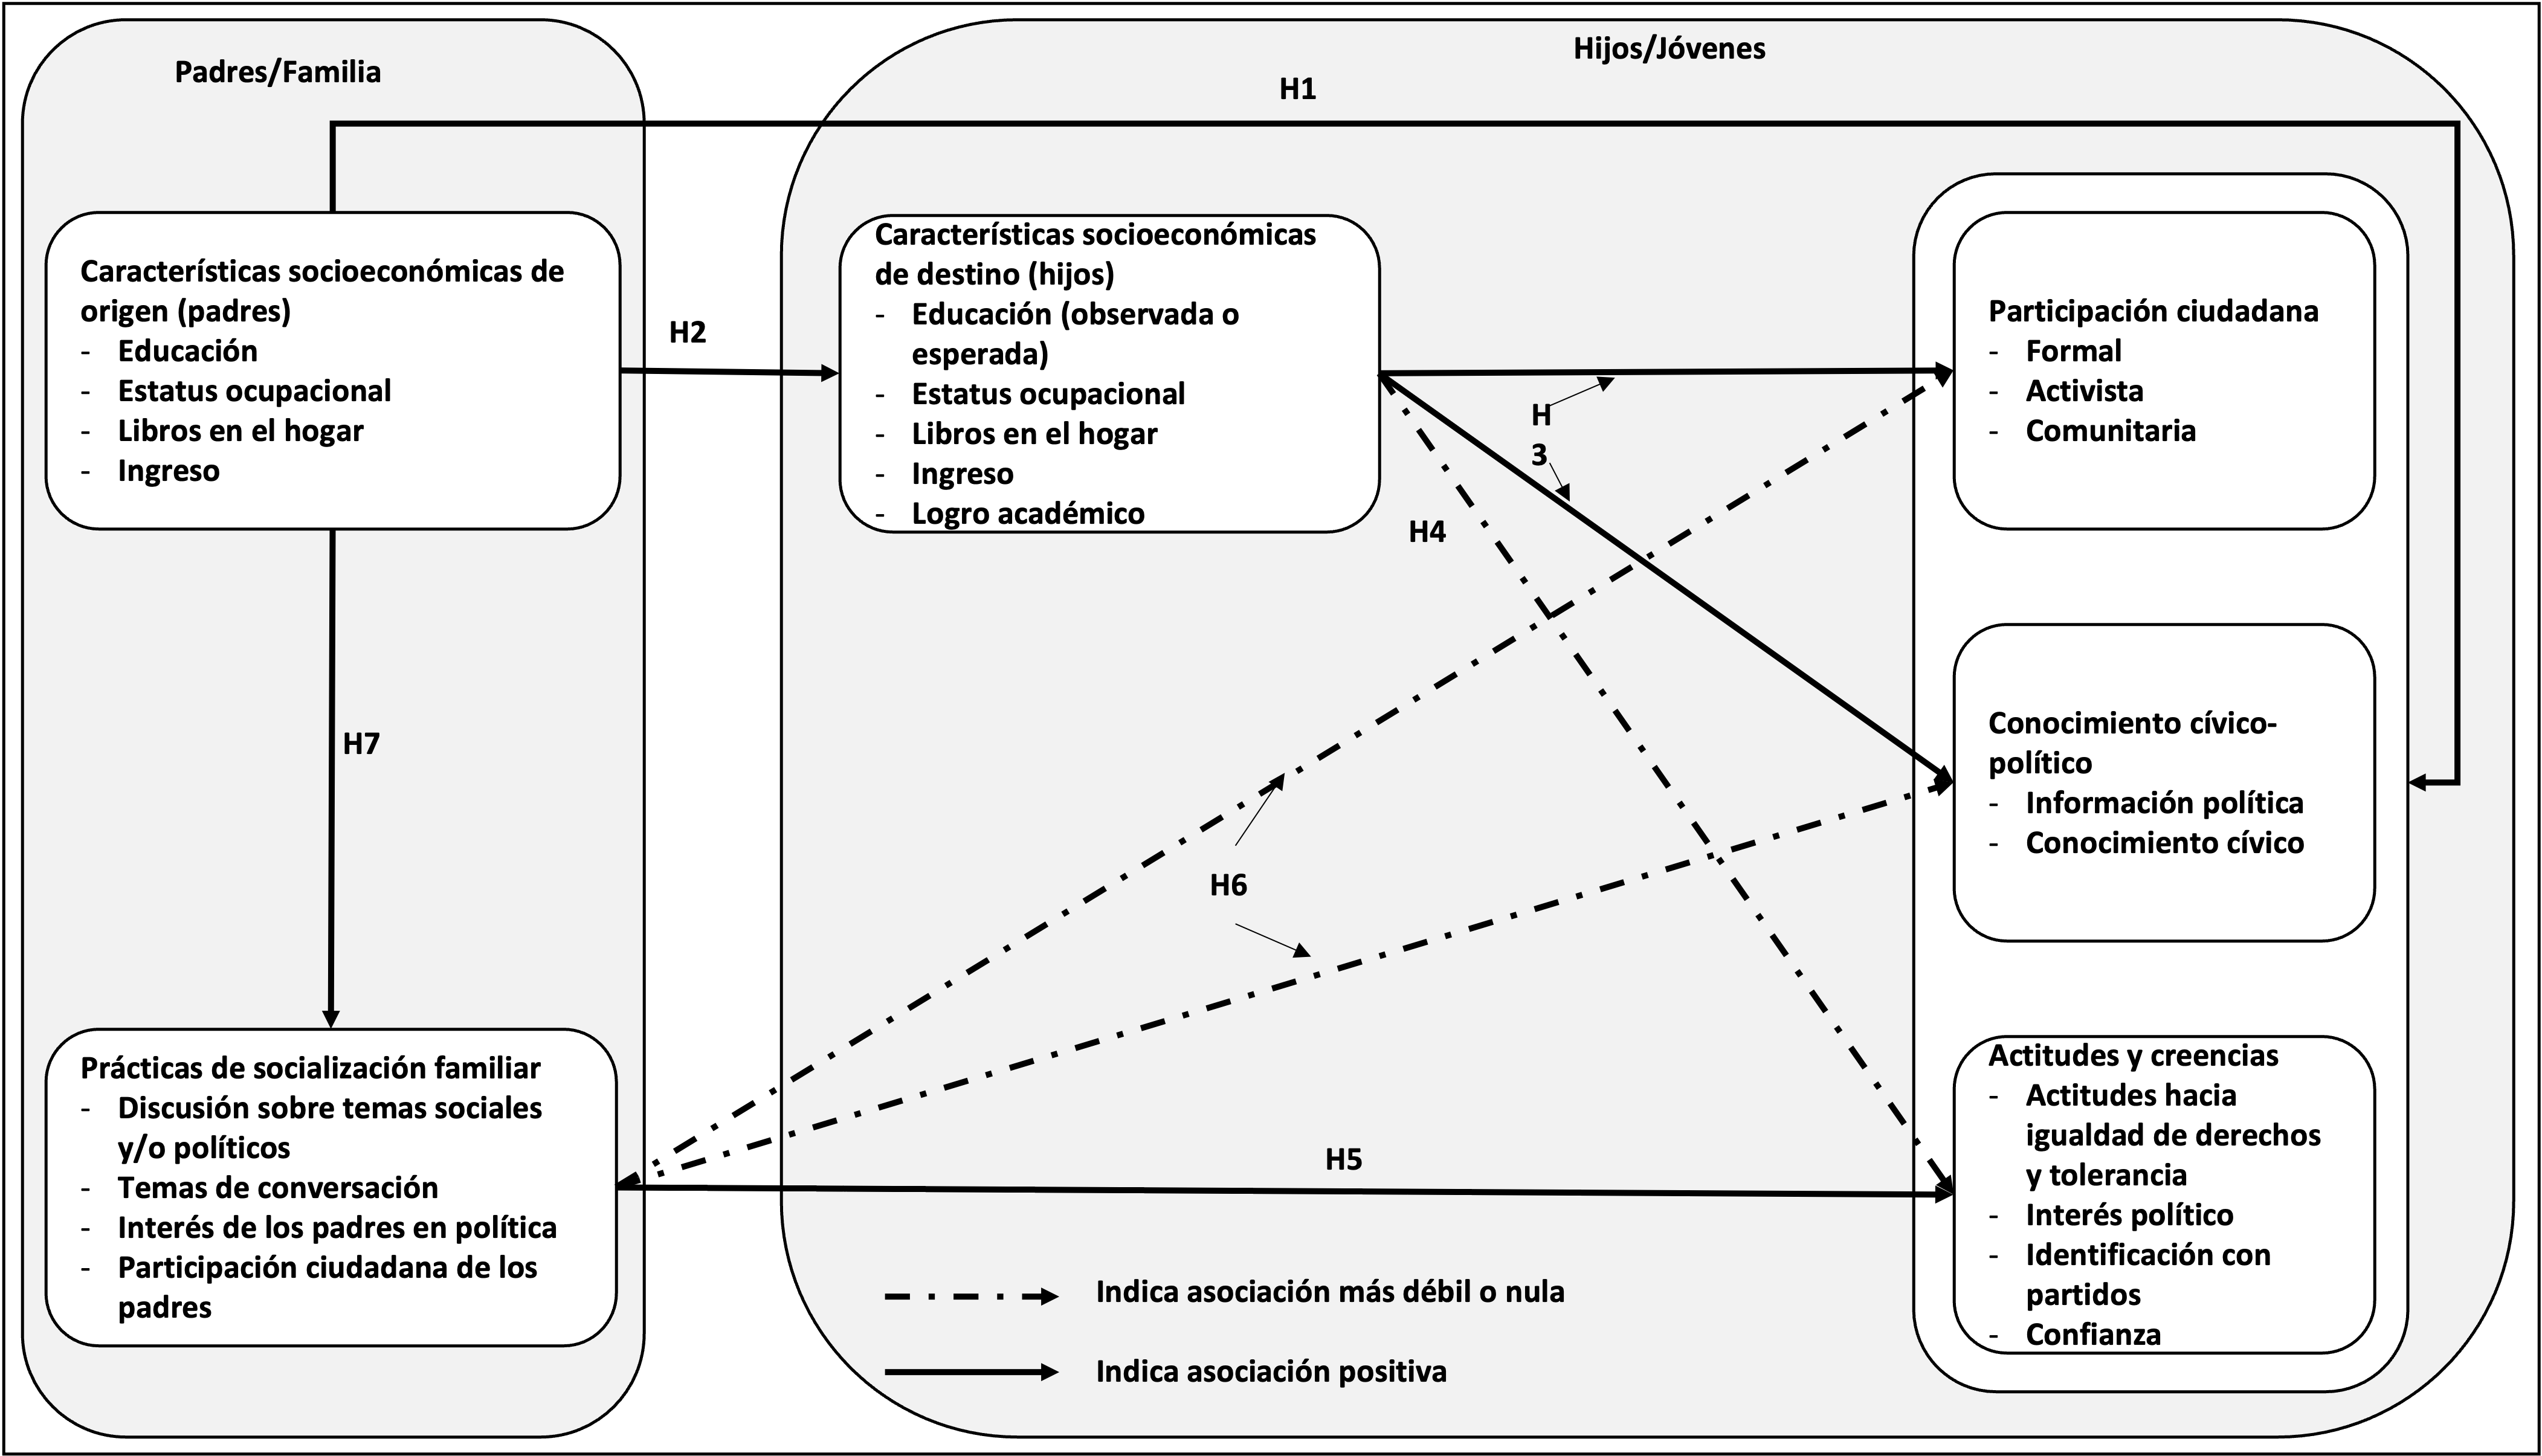 Padres/Familia
Hijos/Jóvenes
H1
Características socioeconómicas de
origen (padres)
- Educación
- Estatus ocupacional
- Libros en el hogar
- Ingreso
H2
Características socioeconómicas
de destino (hijos)
- Educación (observada o
esperada)
- Estatus ocupacional
- Libros en el hogar
- Ingreso
- Logro académico
H
3
H4
Participación ciudadana
- Formal
- Activista
- Comunitaria
H7
Conocimiento cívico-
político
- Información política
- Conocimiento cívico
H6
Prácticas de socialización familiar
- Discusión sobre temas sociales
y/o políticos
- Temas de conversación
- Interés de los padres en política
- Participación ciudadana de los
padres
H5
Actitudes y creencias
- Actitudes hacia
igualdad de derechos
y tolerancia
- Interés político
- Identificación con
partidos
- Confianza
Indica asociación más débil o nula
Indica asociación positiva